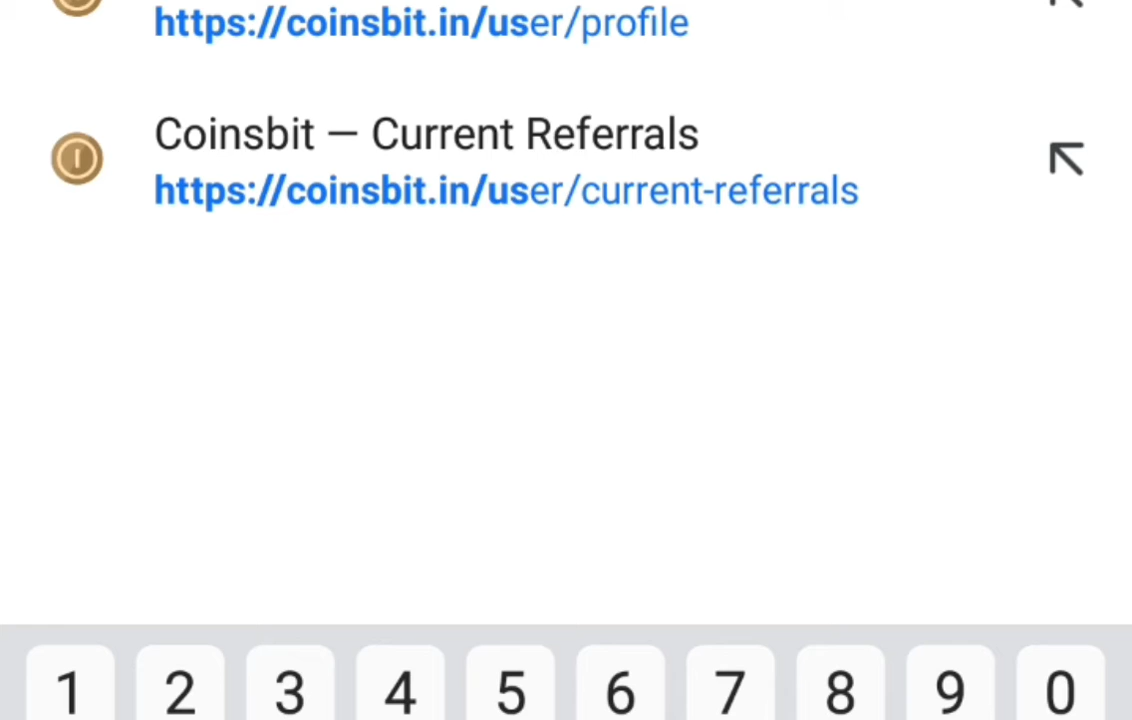 https://coinsbit.in/user/profile
Coinsbit — Current Referrals
https://coinsbit.in/user/current-referrals
1 2 3 4 5 6 7 8 9 0